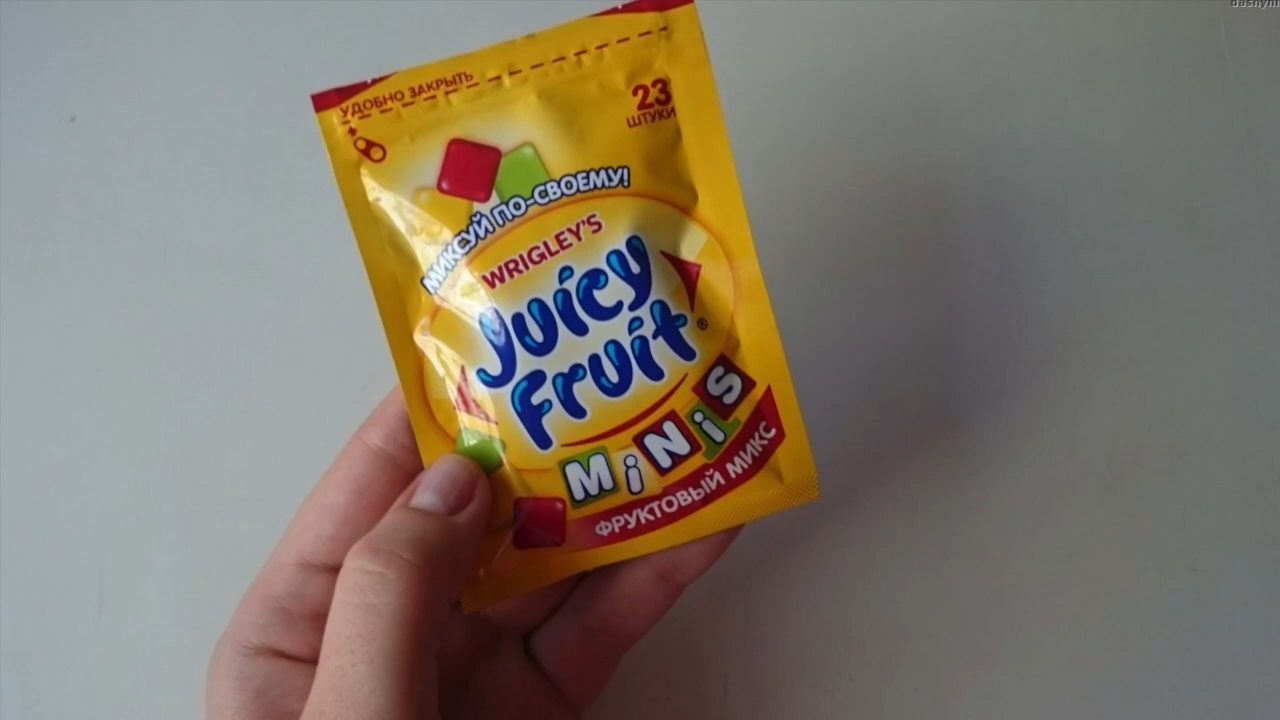 УДОБНО ЗАКРЫТЬ
23
ШТУКИ
МИКСУЙ ПО-СВОЕМУ!
WRIGLEY'S
Juicy
Fruit®
MiNiS
ФРУКТОВЫЙ МИКС